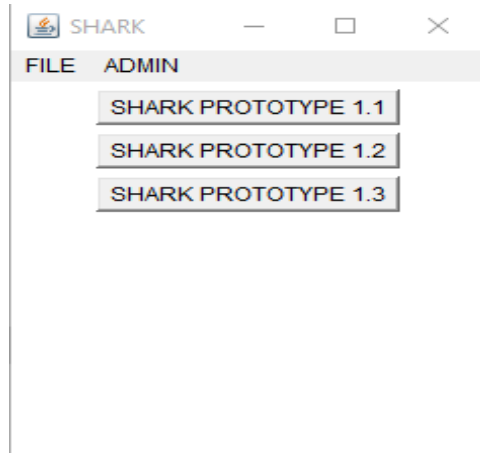 SHARK
FILE ADMIN
SHARK PROTOTYPE 1.1
SHARK PROTOTYPE 1.2
SHARK PROTOTYPE 1.3